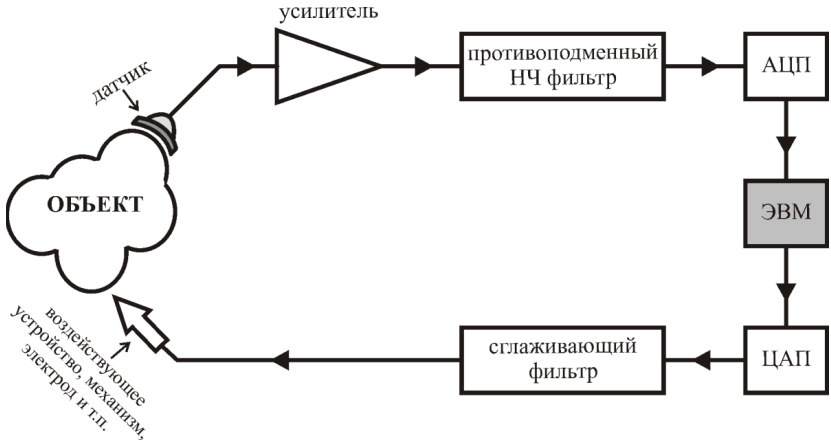 усилитель
датчик
противоподменный
НЧ фильтр
АЦП
ОБЪЕКТ
ЭВМ
воздействующее
устройство, механизм,
электрод и т.п.
сглаживающий
фильтр
ЦАП